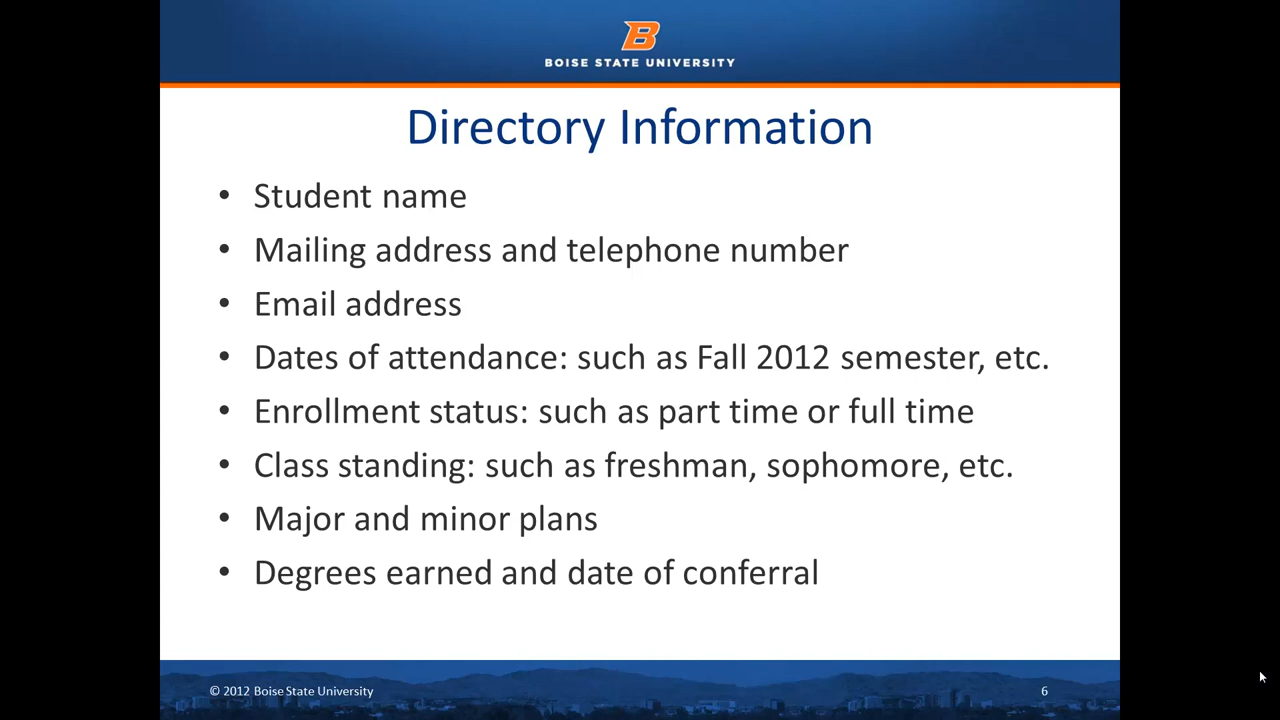 B
BOISE STATE UNIVERSITY
Directory Information
• Student name
• Mailing address and telephone number
• Email address
• Dates of attendance: such as Fall 2012 semester, etc.
• Enrollment status: such as part time or full time
• Class standing: such as freshman, sophomore, etc.
• Major and minor plans
• Degrees earned and date of conferral
© 2012 Boise State University
6